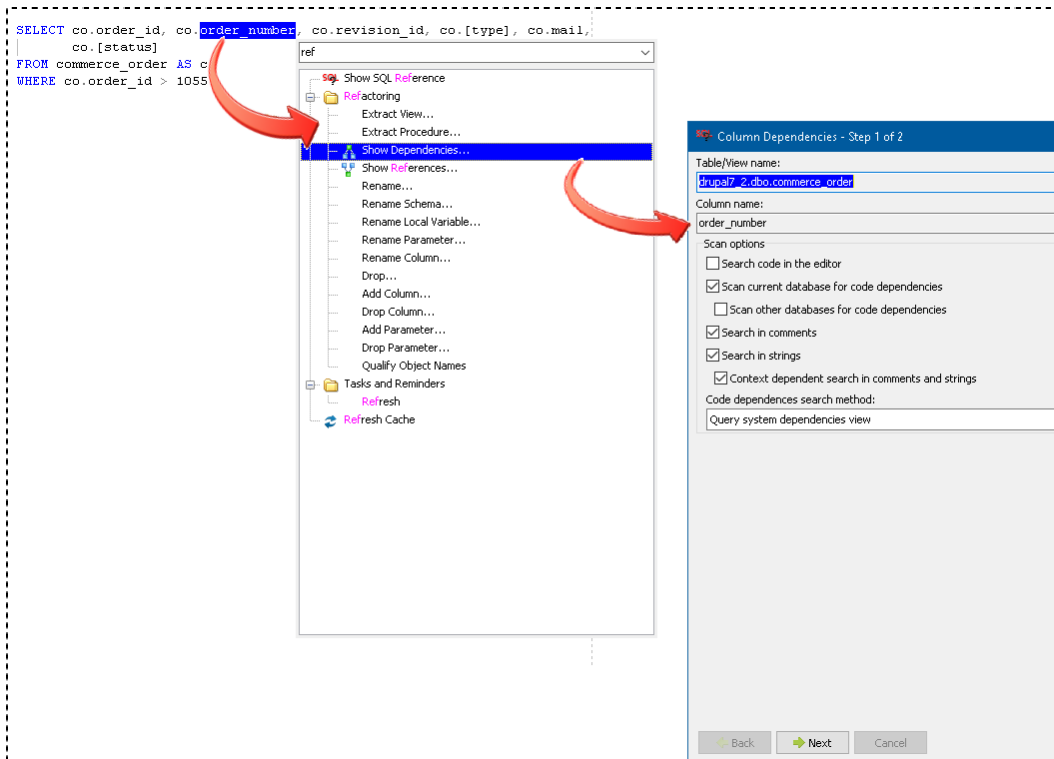 SELECT co.order_id, co.order_number, co.revision_id, co.[type], co.mail,
co.[status]
FROM commerce_order AS c
WHERE co.order_id > 1055
ref
SQL Show SQL Reference
Refactoring
Extract View...
Extract Procedure...
Show Dependencies...
Show References...
Rename...
Rename Schema...
Rename Local Variable...
Rename Parameter...
Rename Column...
Drop...
Add Column...
Drop Column...
Add Parameter...
Drop Parameter...
Qualify Object Names
Tasks and Reminders
Refresh
Refresh Cache
Column Dependencies - Step 1 of 2
Table/View name:
drupal7_2.dbo.commerce_order
Column name:
order_number
Scan options
Search code in the editor
Scan current database for code dependencies
Scan other databases for code dependencies
Search in comments
Search in strings
Context dependent search in comments and strings
Code dependences search method:
Query system dependencies view
Back Next Cancel